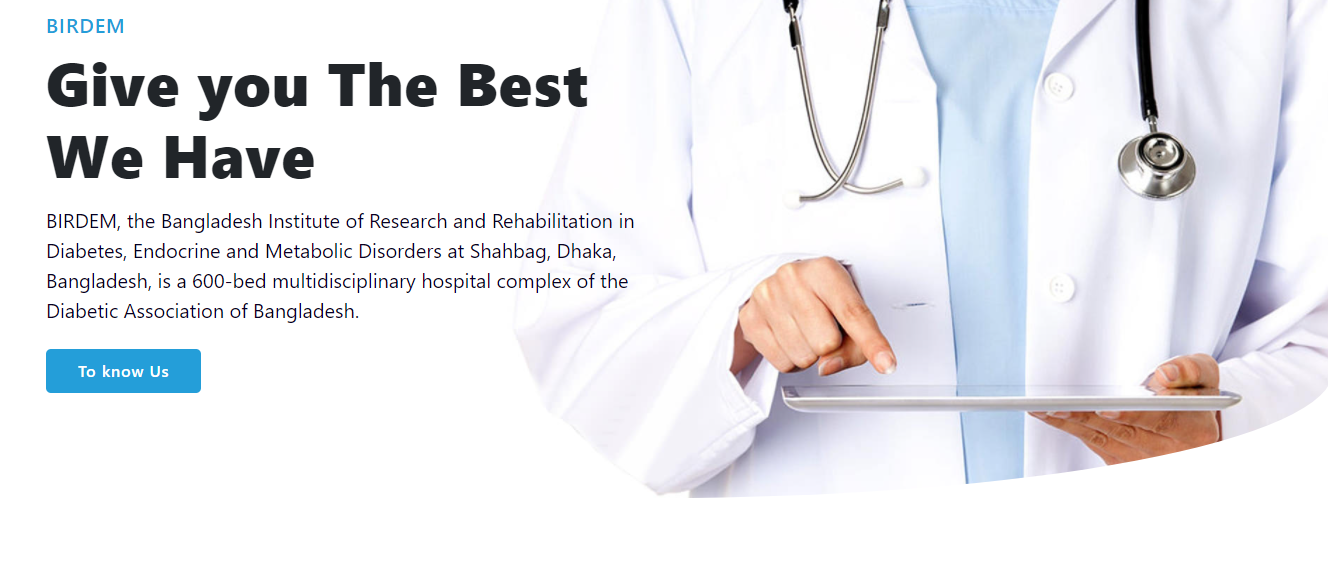 BIRDEM
Give you The Best
We Have
BIRDEM, the Bangladesh Institute of Research and Rehabilitation in
Diabetes, Endocrine and Metabolic Disorders at Shahbag, Dhaka,
Bangladesh, is a 600-bed multidisciplinary hospital complex of the
Diabetic Association of Bangladesh.
To know Us